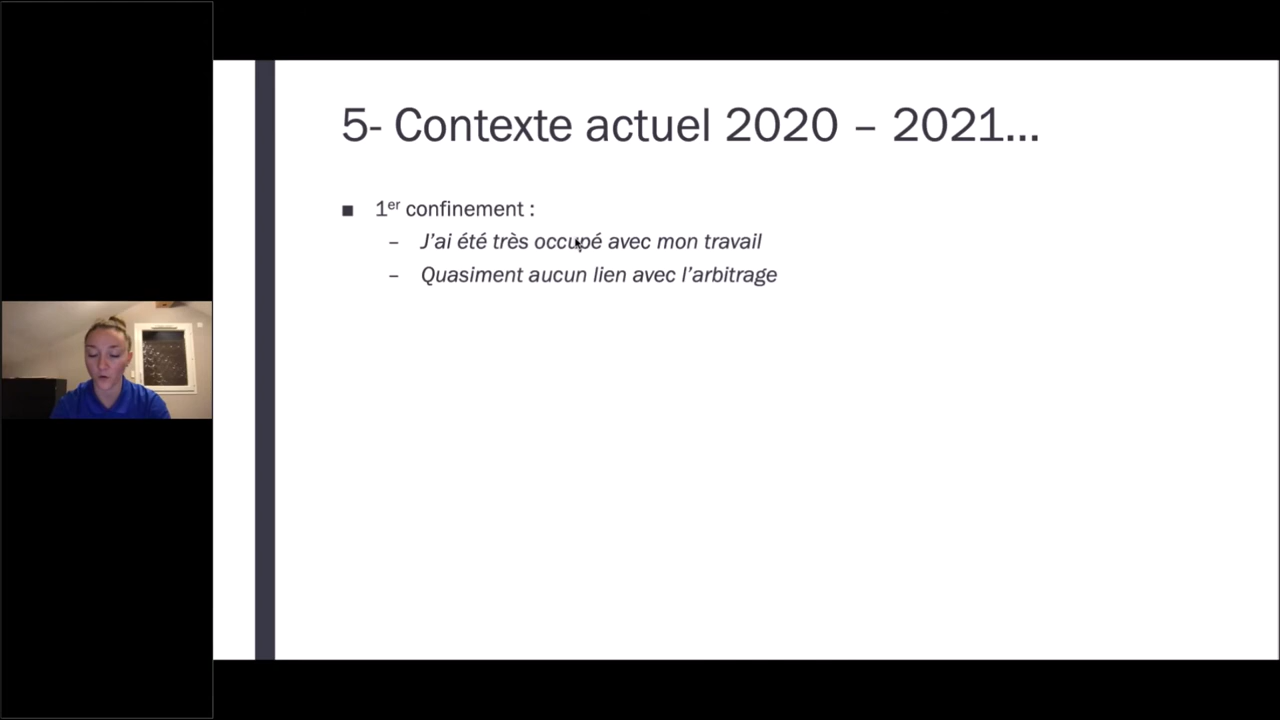 5- Contexte actuel 2020 – 2021...
■ 1er confinement :
– J'ai été très occupé avec mon travail
– Quasiment aucun lien avec l'arbitrage